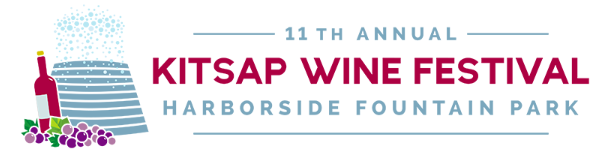 11TH ANNUAL
KITSAP WINE FESTIVAL
HARBORSIDE FOUNTAIN PARK